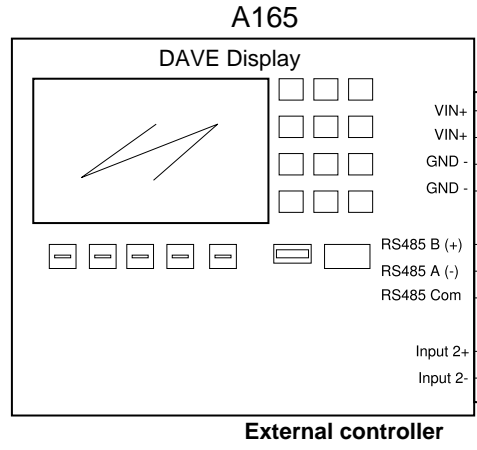 A165
DAVE Display
VIN+
VIN+
GND -
GND -
RS485 B (+)
RS485 A (-)
RS485 Com
Input 2+
Input 2-
External controller